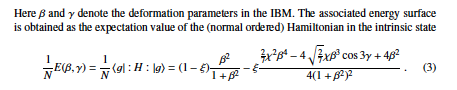 Here β and γ denote the deformation parameters in the IBM. The associated energy surface
is obtained as the expectation value of the (normal ordered) Hamiltonian in the intrinsic state
1/N E(β, γ) = 1/N ⟨g| : H : |g⟩ = (1 − ξ) β²/(1 + β²) − ξ (2/7 χ²β⁴ − 4√(2/7) χβ³ cos 3γ + 4β²)/(4(1 + β²)²) . (3)